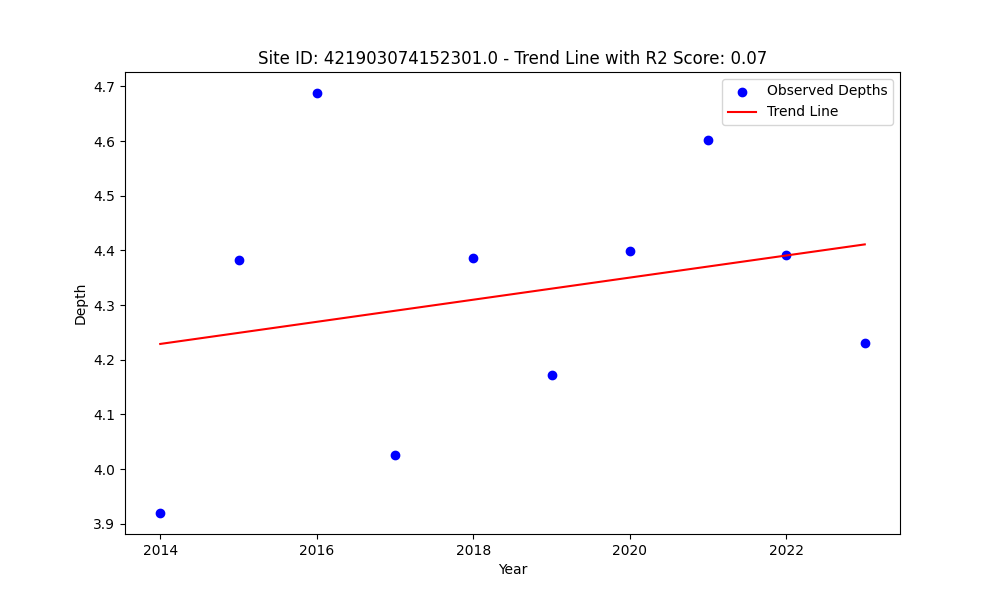 Site ID: 421903074152301.0 - Trend Line with R2 Score: 0.07
Observed Depths
Trend Line
4.7
4.6
4.5
4.4
4.3
4.2
4.1
4.0
3.9
Depth
2014
2016
2018
2020
2022
Year